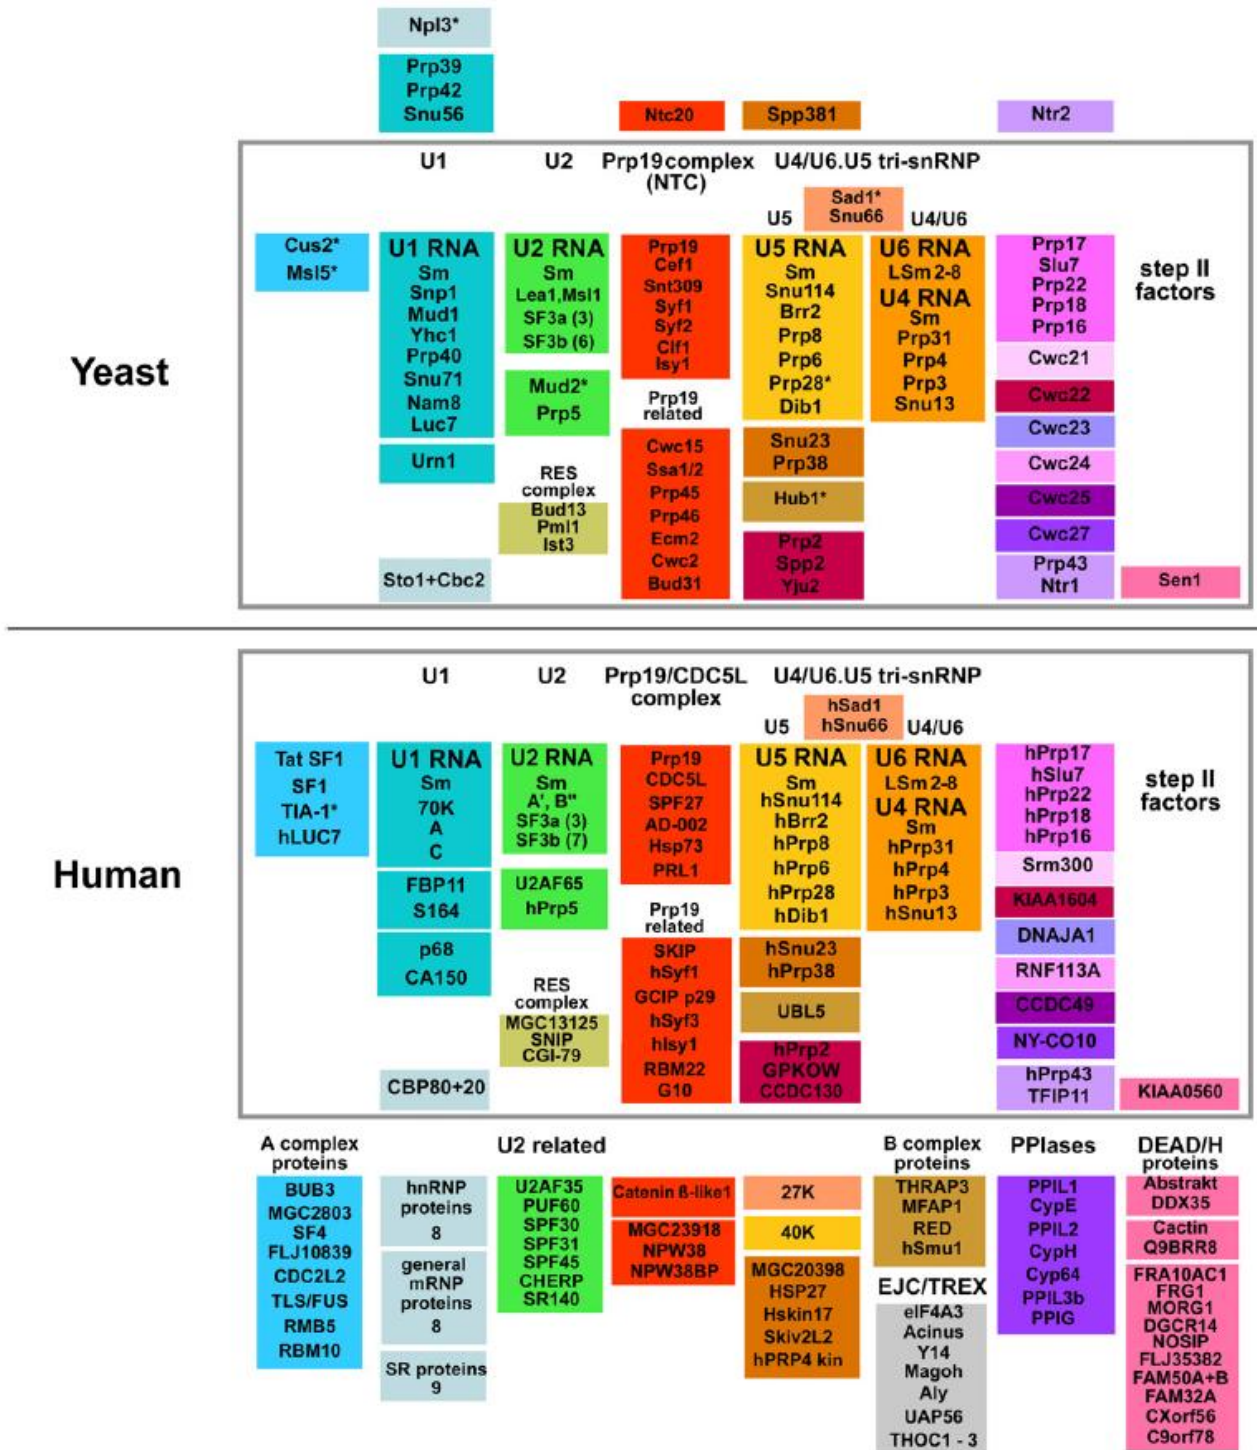 Npl3*
Prp39
Prp42
Snu56
Ntc20
Spp381
Ntr2
Yeast
U1
U2
Prp19 complex
(NTC)
U4/U6.U5 tri-snRNP
Sad1*
Snu66
U5
U4/U6
Cus2*
Msl5*
U1 RNA
Sm
Snp1
Mud1
Yhc1
Prp40
Snu71
Nam8
Luc7
Urn1
Sto1+Cbc2
U2 RNA
Sm
Lea1,Msl1
SF3a (3)
SF3b (6)
Mud2*
Prp5
RES
complex
Bud13
Pml1
Ist3
Prp19
Cef1
Snt309
Syf1
Syf2
Clf1
Isy1
Prp19
related
Cwc15
Ssa1/2
Prp45
Prp46
Ecm2
Cwc2
Bud31
U5 RNA
Sm
Snu114
Brr2
Prp8
Prp6
Prp28*
Dib1
Snu23
Prp38
Hub1*
Prp2
Spp2
Yju2
U6 RNA
LSm 2-8
U4 RNA
Sm
Prp31
Prp4
Prp3
Snu13
Prp17
Slu7
Prp22
Prp18
Prp16
Cwc21
Cwc22
Cwc23
Cwc24
Cwc25
Cwc27
Prp43
Ntr1
step II
factors
Sen1
Human
U1
U2
Prp19/CDC5L
complex
U4/U6.U5 tri-snRNP
hSad1
hSnu66
U5
U4/U6
Tat SF1
SF1
TIA-1*
hLUC7
U1 RNA
Sm
70K
A
C
FBP11
S164
p68
CA150
CBP80+20
U2 RNA
Sm
A', B"
SF3a (3)
SF3b (7)
U2AF65
hPrp5
RES
complex
MGC13125
SNIP
CGI-79
Prp19
CDC5L
SPF27
AD-002
Hsp73
PRL1
Prp19
related
SKIP
hSyf1
GCIP p29
hSyf3
hIsy1
RBM22
G10
U5 RNA
Sm
hSnu114
hBrr2
hPrp8
hPrp6
hPrp28
hDib1
hSnu23
hPrp38
UBL5
hPrp2
GPKOW
CCDC130
U6 RNA
LSm 2-8
U4 RNA
Sm
hPrp31
hPrp4
hPrp3
hSnu13
hPrp17
hSlu7
hPrp22
hPrp18
hPrp16
Srm300
KIAA1604
DNAJA1
RNF113A
CCDC49
NY-CO10
hPrp43
TFIP11
step II
factors
KIAA0560
A complex
proteins
BUB3
MGC2803
SF4
FLJ10839
CDC2L2
TLS/FUS
RMB5
RBM10
hnRNP
proteins
8
general
mRNP
proteins
8
SR proteins
9
U2 related
U2AF35
PUF60
SPF30
SPF31
SPF45
CHERP
SR140
Catenin ß-like1
MGC23918
NPW38
NPW38BP
27K
40K
MGC20398
HSP27
Hskin17
Skiv2L2
hPRP4 kin
B complex
proteins
THRAP3
MFAP1
RED
hSmu1
EJC/TREX
eIF4A3
Acinus
Y14
Magoh
Aly
UAP56
THOC1 - 3
PPIases
PPIL1
CypE
PPIL2
CypH
Cyp64
PPIL3b
PPIG
DEAD/H
proteins
Abstrakt
DDX35
Cactin
Q9BRR8
FRA10AC1
FRG1
MORG1
DGCR14
NOSIP
FLJ35382
FAM50A+B
FAM32A
CXorf56
C9orf78